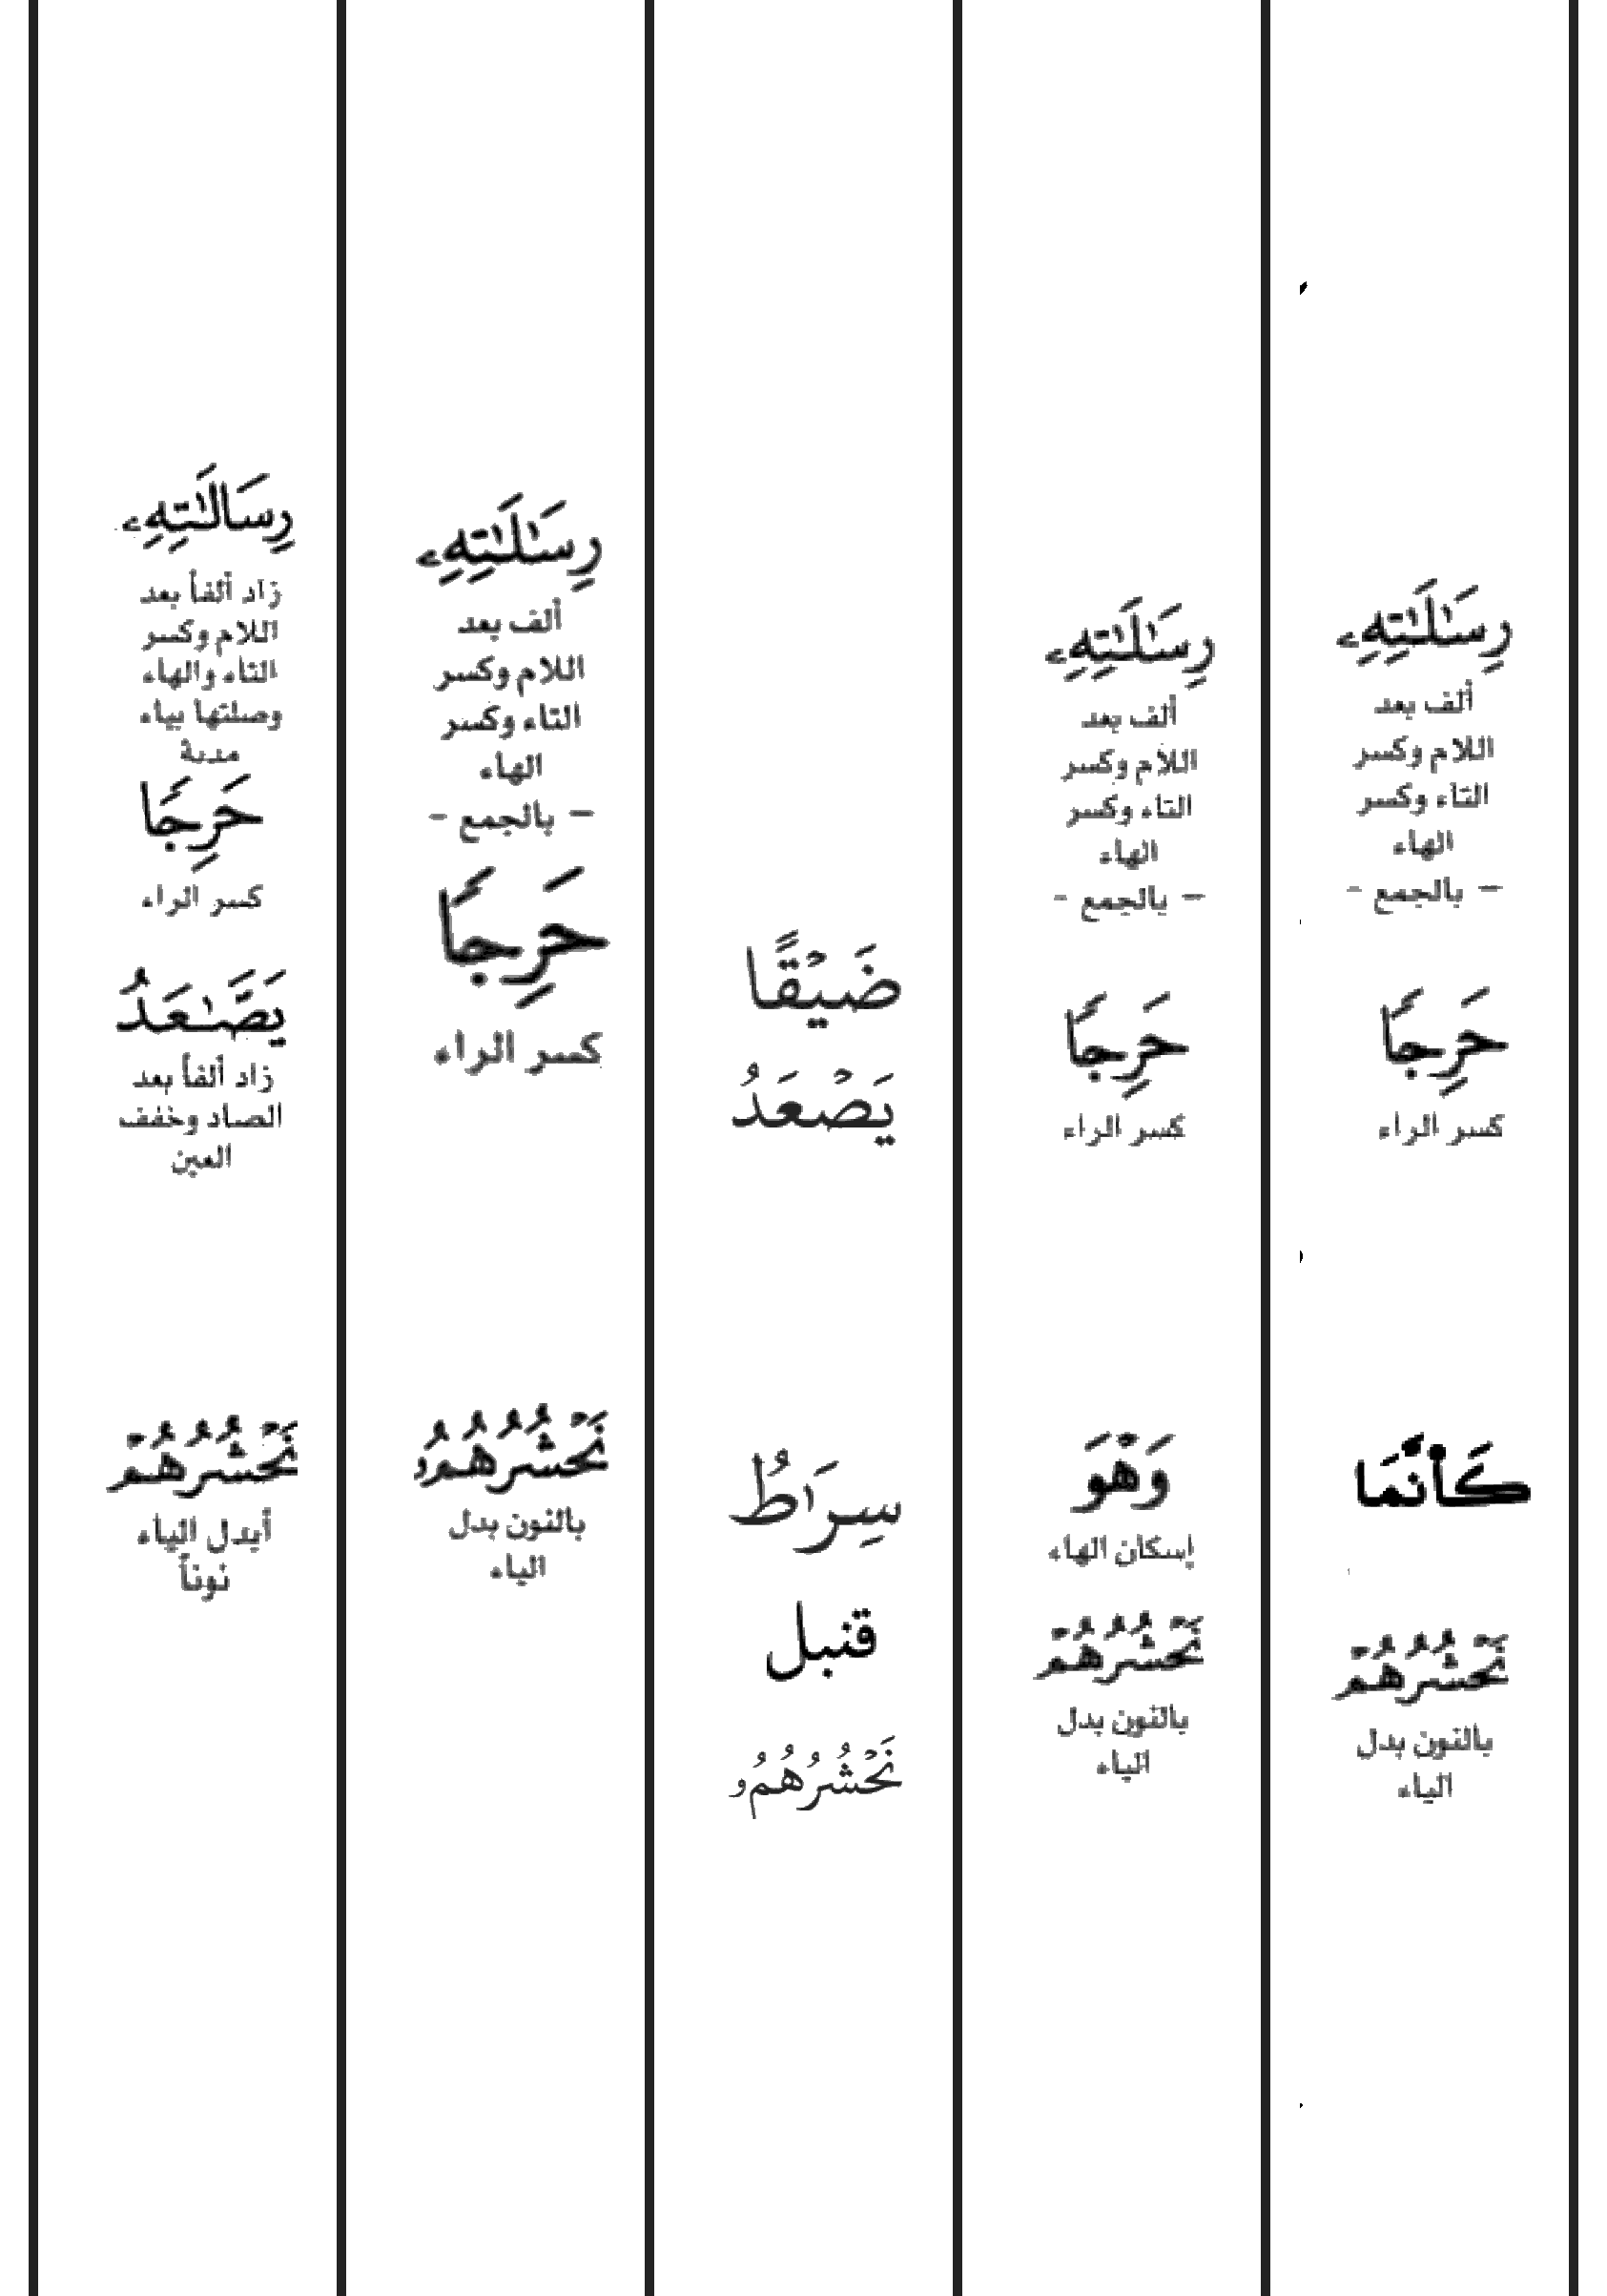 رِسَٰلَٰتِهِۦ
ألف بعد
اللام وكسر
التاء وكسر
الهاء
– بالجمع -
حَرِجًا
كسر الراء
كَأَنَّمَا
نَحْشُرُهُمْ
بالنون بدل
الياء
رِسَٰلَٰتِهِۦ
ألف بعد
اللام وكسر
التاء وكسر
الهاء
– بالجمع -
حَرِجًا
كسر الراء
وَهْوَ
إسكان الهاء
نَحْشُرُهُمْ
بالنون بدل
الياء
ضَيْقًا
يَصْعَدُ
سِرَٰطُ
قنبل
نَحْشُرُهُمُۥ
رِسَٰلَٰتِهِۦ
ألف بعد
اللام وكسر
التاء وكسر
الهاء
– بالجمع -
حَرِجًا
كسر الراء
نَحْشُرُهُمُۥ
بالنون بدل
الياء
رِسَالَٰتِهِۦ
زاد ألفاً بعد
اللام وكسر
التاء والهاء
وصلتها بياء
مدية
حَرِجًا
كسر الراء
يَصَّٰعَدُ
زاد ألفاً بعد
الصاد وخفف
العين
نَحْشُرُهُمْ
أبدل الياء
نوناً